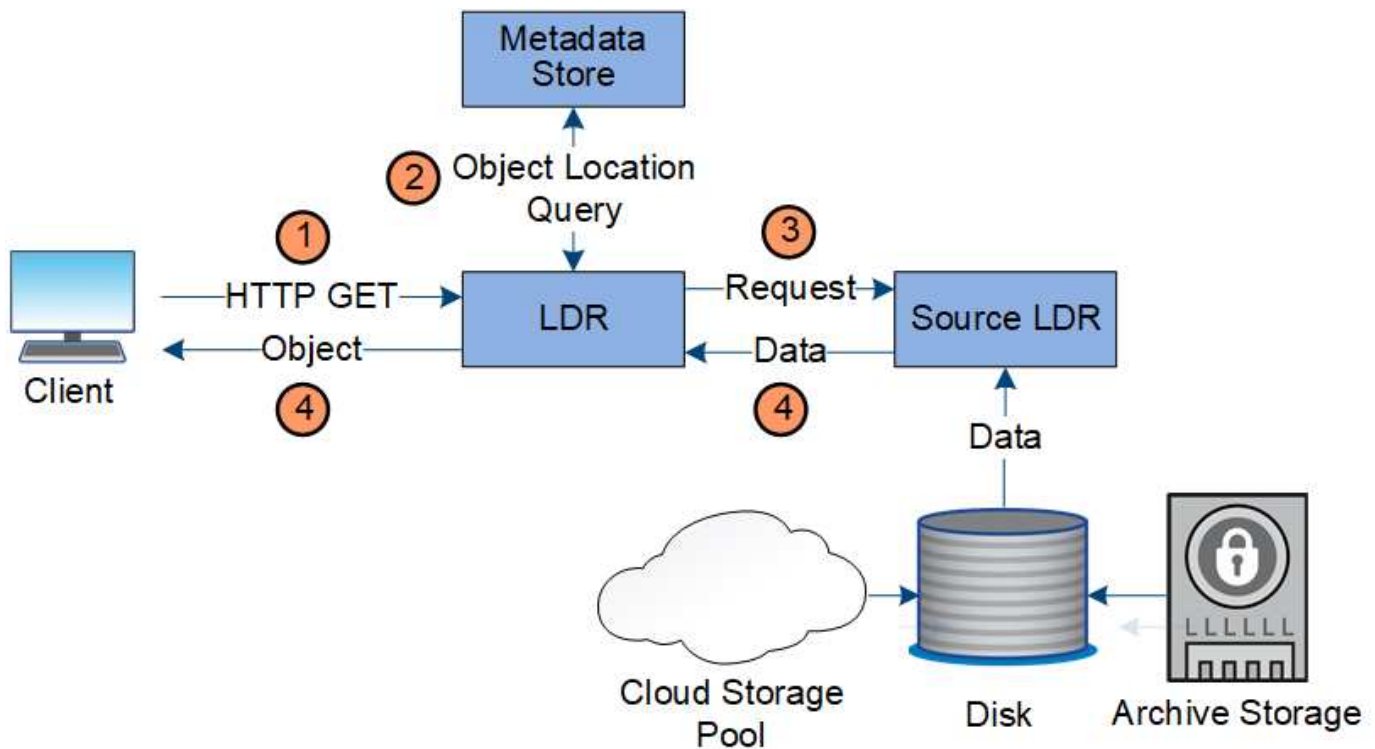 Metadata
Store
2
Object Location
Query
1
3
HTTP GET
Request
LDR
Source LDR
Object
Data
Client
4
4
Data
L L L L L L
Cloud Storage
Pool
Disk
Archive Storage